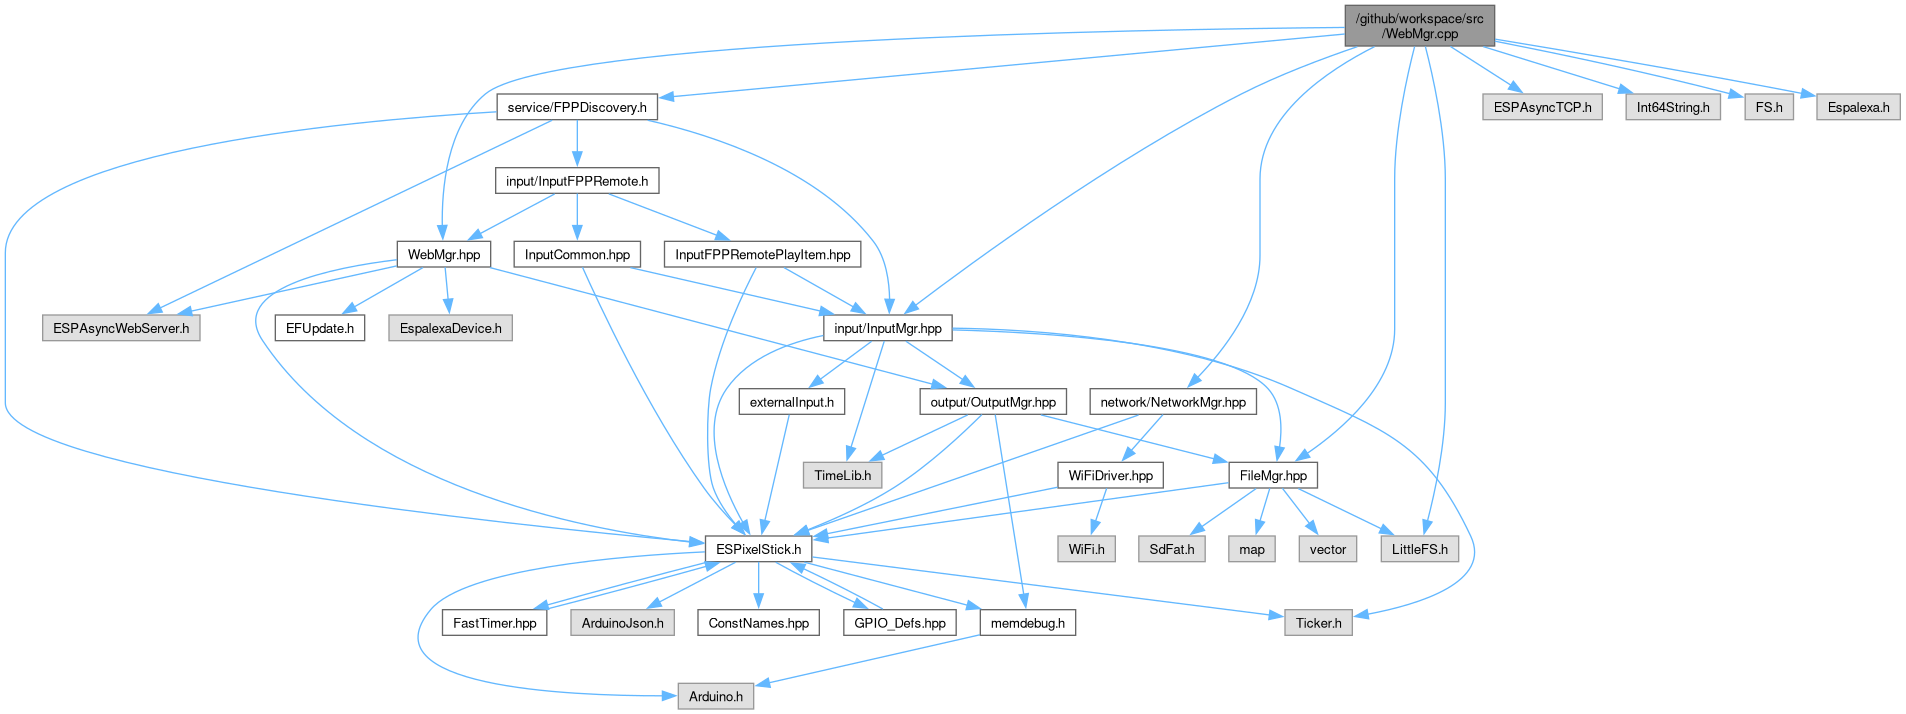 /github/workspace/src
/WebMgr.cpp
service/FPPDiscovery.h
ESPAsyncTCP.h
Int64String.h
FS.h
Espalexa.h
input/InputFPPRemote.h
WebMgr.hpp
InputCommon.hpp
InputFPPRemotePlayItem.hpp
ESPAsyncWebServer.h
EFUpdate.h
EspalexaDevice.h
input/InputMgr.hpp
externalInput.h
output/OutputMgr.hpp
network/NetworkMgr.hpp
TimeLib.h
WiFiDriver.hpp
FileMgr.hpp
ESPixelStick.h
WiFi.h
SdFat.h
map
vector
LittleFS.h
FastTimer.hpp
ArduinoJson.h
ConstNames.hpp
GPIO_Defs.hpp
memdebug.h
Ticker.h
Arduino.h